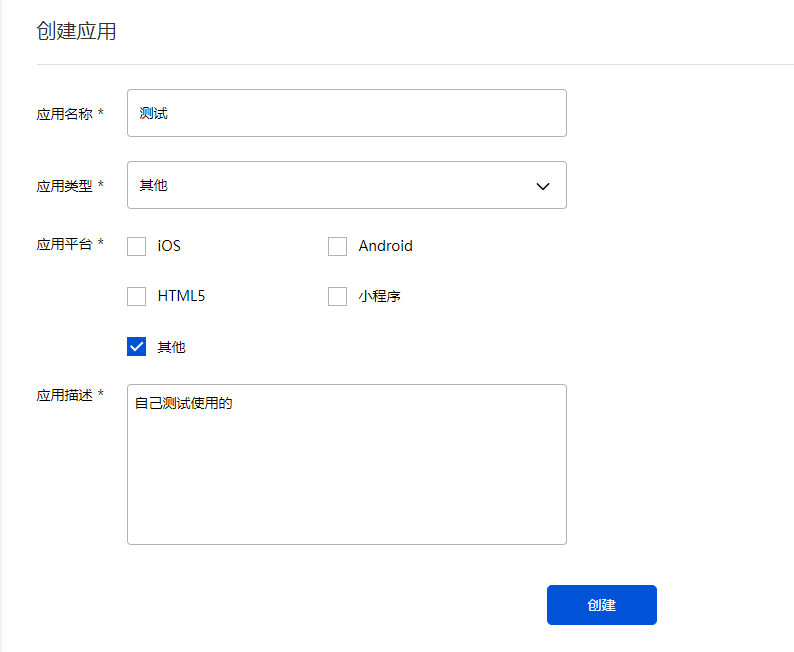 创建应用
应用名称 * 测试
应用类型 * 其他
应用平台 * iOS Android
HTML5 小程序
其他
应用描述 * 自己测试使用的
创建